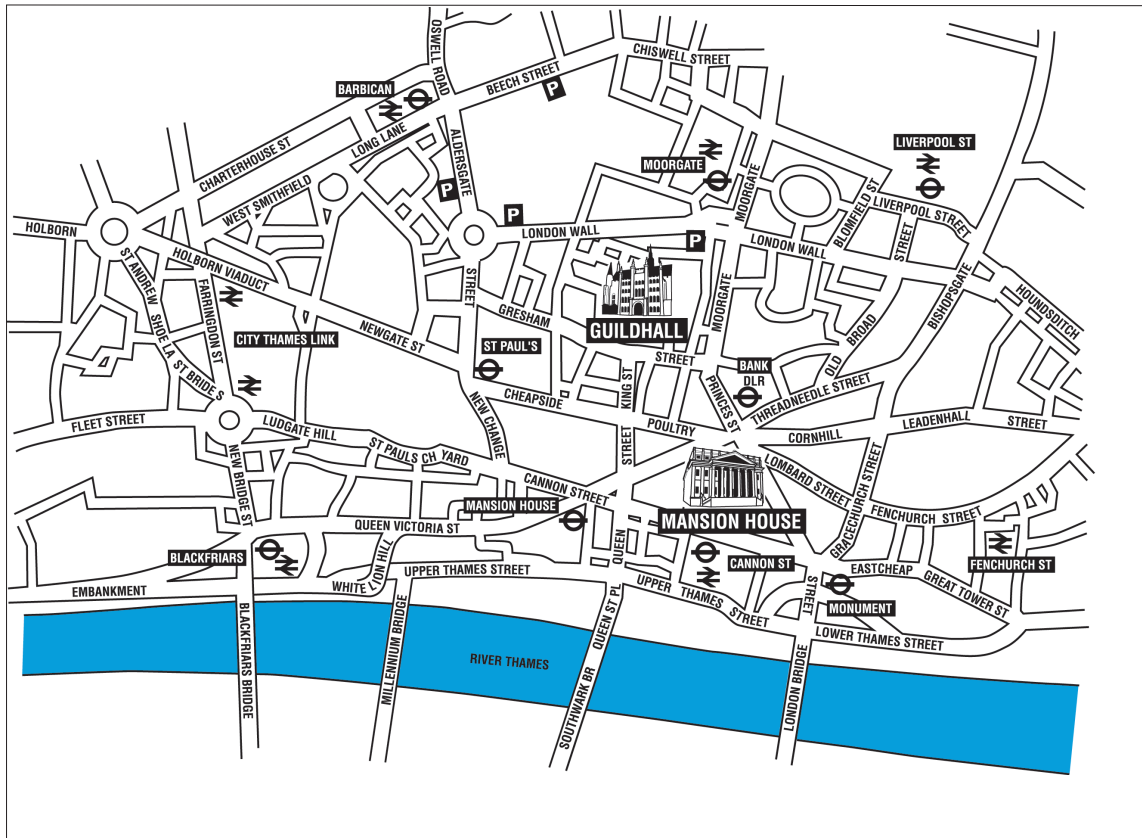 OSWELL ROAD
CHISWELL STREET
BEECH STREET
BARBICAN
P
LONG LANE
CHARTERHOUSE ST
ALDERSGATE
LIVERPOOL ST
MOORGATE
MOORGATE
WEST SMITHFIELD
P
P
BLOMFIELD ST
LIVERPOOL STREET
HOLBORN
LONDON WALL
P
LONDON WALL
STREET
ST ANDREW
HOLBORN VIADUCT
STREET
BISHOPSGATE
HOUNDSDITCH
FARRINGDON ST
SHOE LA
GRESHAM
GUILDHALL
MOORGATE
OLD
BROAD
CITY THAMES LINK
NEWGATE ST
ST PAUL'S
STREET
BANK
DLR
ST BRIDE S
CHEAPSIDE
KING ST
PRINCES ST
THREADNEEDLE STREET
NEW CHANGE
FLEET STREET
LUDGATE HILL
POULTRY
CORNHILL
LEADENHALL
STREET
ST PAULS CH YARD
STREET
NEW BRIDGE ST
LOMBARD STREET
GRACECHURCH STREET
CANNON STREET
MANSION HOUSE
MANSION HOUSE
FENCHURCH STREET
QUEEN VICTORIA ST
BLACKFRIARS
QUEEN
CANNON ST
FENCHURCH ST
UPPER THAMES STREET
EASTCHEAP
WHITE LYON HILL
EMBANKMENT
UPPER THAMES STREET
STREET
GREAT TOWER ST
MONUMENT
LOWER THAMES STREET
QUEEN ST PL
BLACKFRIARS BRIDGE
MILLENNIUM BRIDGE
RIVER THAMES
SOUTHWARK BR
LONDON BRIDGE